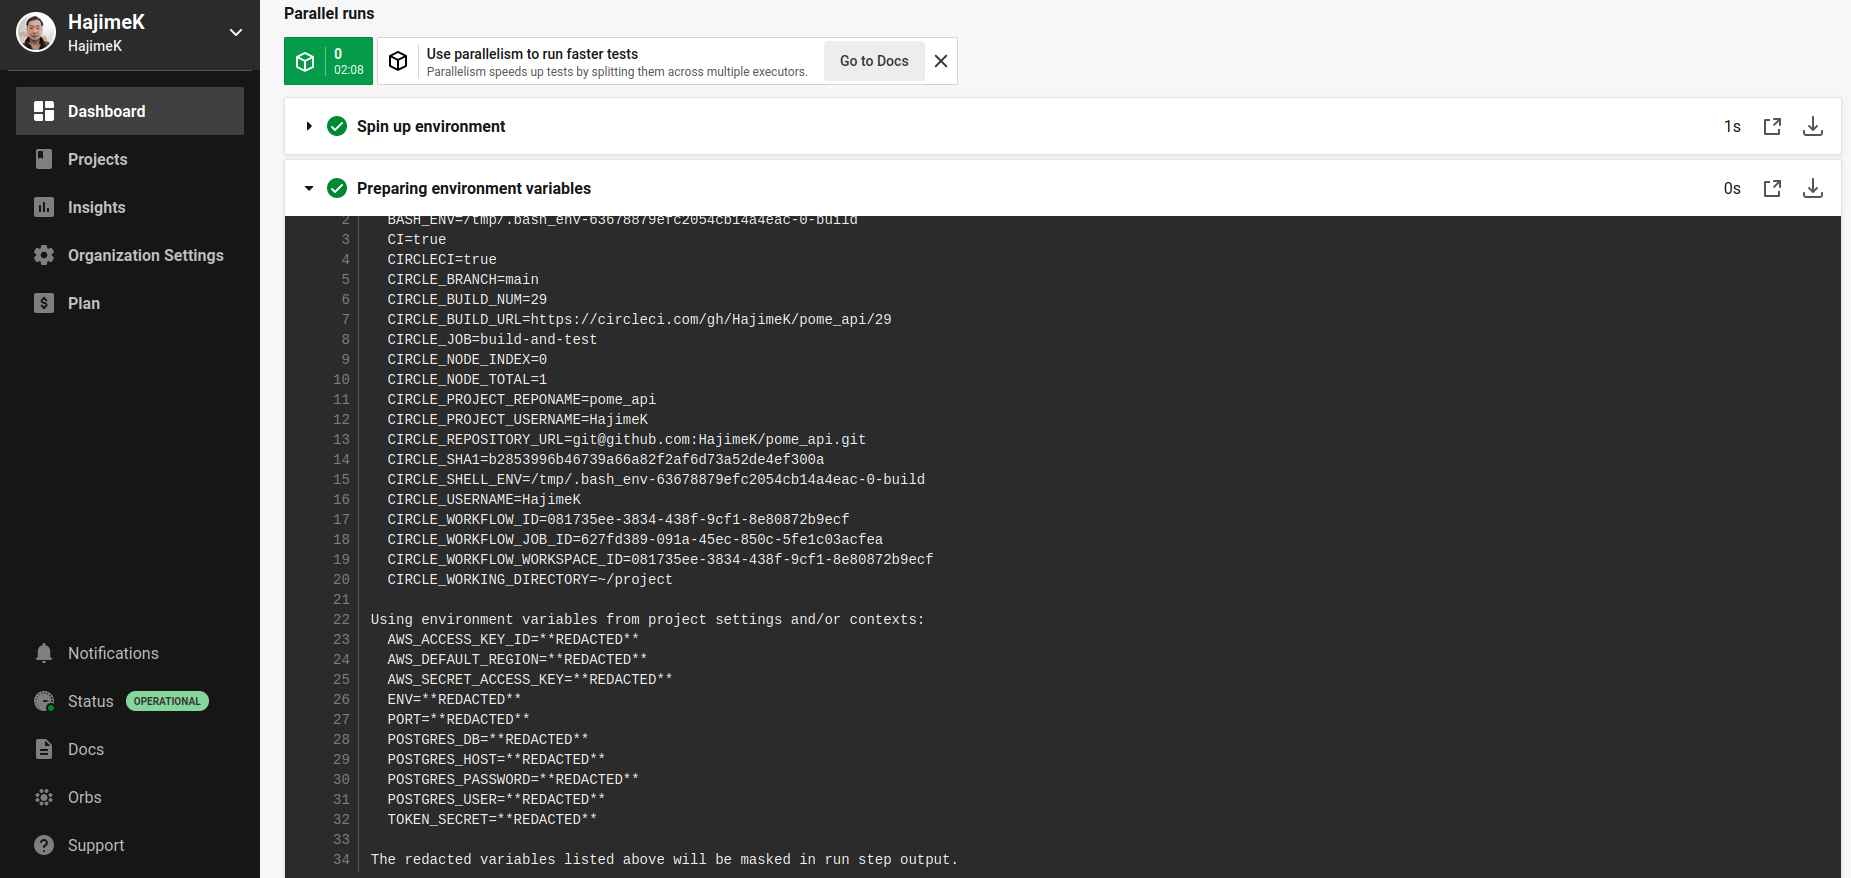 HajimeK
HajimeK
Dashboard
Projects
Insights
Organization Settings
$ Plan
Notifications
Status OPERATIONAL
Docs
Orbs
? Support
Parallel runs
0
02:08
Use parallelism to run faster tests
Parallelism speeds up tests by splitting them across multiple executors.
Go to Docs
Spin up environment 1s
Preparing environment variables 0s
2 BASH_ENV=/tmp/.bash_env-63678879efc2054cb14a4eac-0-build
3 CI=true
4 CIRCLECI=true
5 CIRCLE_BRANCH=main
6 CIRCLE_BUILD_NUM=29
7 CIRCLE_BUILD_URL=https://circleci.com/gh/HajimeK/pome_api/29
8 CIRCLE_JOB=build-and-test
9 CIRCLE_NODE_INDEX=0
10 CIRCLE_NODE_TOTAL=1
11 CIRCLE_PROJECT_REPONAME=pome_api
12 CIRCLE_PROJECT_USERNAME=HajimeK
13 CIRCLE_REPOSITORY_URL=git@github.com:HajimeK/pome_api.git
14 CIRCLE_SHA1=b2853996b46739a66a82f2af6d73a52de4ef300a
15 CIRCLE_SHELL_ENV=/tmp/.bash_env-63678879efc2054cb14a4eac-0-build
16 CIRCLE_USERNAME=HajimeK
17 CIRCLE_WORKFLOW_ID=081735ee-3834-438f-9cf1-8e80872b9ecf
18 CIRCLE_WORKFLOW_JOB_ID=627fd389-091a-45ec-850c-5fe1c03acfea
19 CIRCLE_WORKFLOW_WORKSPACE_ID=081735ee-3834-438f-9cf1-8e80872b9ecf
20 CIRCLE_WORKING_DIRECTORY=~/project
21
22 Using environment variables from project settings and/or contexts:
23 AWS_ACCESS_KEY_ID=**REDACTED**
24 AWS_DEFAULT_REGION=**REDACTED**
25 AWS_SECRET_ACCESS_KEY=**REDACTED**
26 ENV=**REDACTED**
27 PORT=**REDACTED**
28 POSTGRES_DB=**REDACTED**
29 POSTGRES_HOST=**REDACTED**
30 POSTGRES_PASSWORD=**REDACTED**
31 POSTGRES_USER=**REDACTED**
32 TOKEN_SECRET=**REDACTED**
33
34 The redacted variables listed above will be masked in run step output.